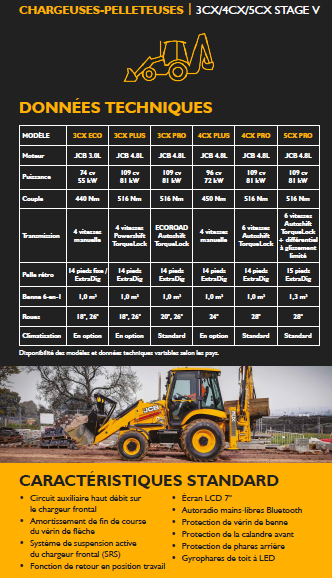 CHARGEUSES-PELLETEUSES | 3CX/4CX/5CX STAGE V
DONNÉES TECHNIQUES
MODÈLE 3CX ECO 3CX PLUS 3CX PRO 4CX PLUS 4CX PRO 5CX PRO
Moteur JCB 3.0L JCB 4.8L JCB 4.8L JCB 4.8L JCB 4.8L JCB 4.8L
Puissance 74 cv 55 kW 109 cv 81 kW 109 cv 81 kW 96 cv 72 kW 109 cv 81 kW 109 cv 81 kW
Couple 440 Nm 516 Nm 516 Nm 450 Nm 516 Nm 516 Nm
Transmission 4 vitesses manuelle 4 vitesses Powershift TorqueLock ECOROAD Autoshift TorqueLock 4 vitesses manuelle 6 vitesses Autoshift TorqueLock 6 vitesses Autoshift TorqueLock + différentiel à glissement limité
Pelle rétro 14 pieds fixe / ExtraDig 14 pieds ExtraDig 14 pieds ExtraDig 14 pieds ExtraDig 14 pieds ExtraDig 15 pieds ExtraDig
Benne 6-en-1 1,0 m³ 1,0 m³ 1,0 m³ 1,0 m³ 1,0 m³ 1,3 m³
Roues 18", 26" 18", 26" 20", 26" 24" 28" 28"
Climatisation En option En option Standard En option Standard Standard
Disponibilité des modèles et données techniques variables selon les pays.
JCB
CARACTÉRISTIQUES STANDARD
• Circuit auxiliaire haut débit sur
le chargeur frontal
• Amortissement de fin de course
du vérin de flèche
• Système de suspension active
du chargeur frontal (SRS)
• Fonction de retour en position travail
• Écran LCD 7"
• Autoradio mains-libres Bluetooth
• Protection de vérin de benne
• Protection de la calandre avant
• Protection de phares arrière
• Gyrophares de toit à LED